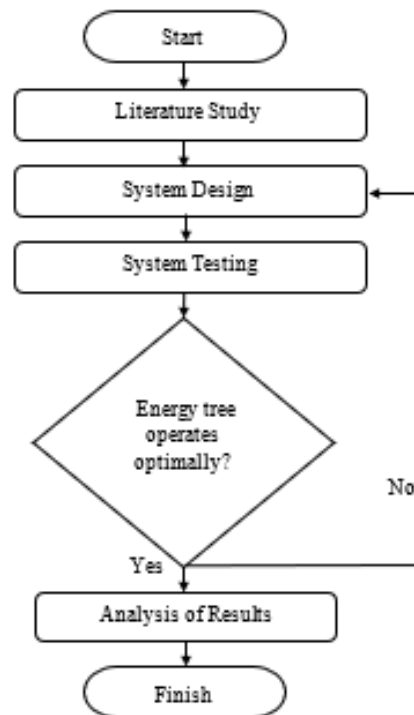 Start
Literature Study
System Design
System Testing
Energy tree
operates
optimally?
No
Yes
Analysis of Results
Finish